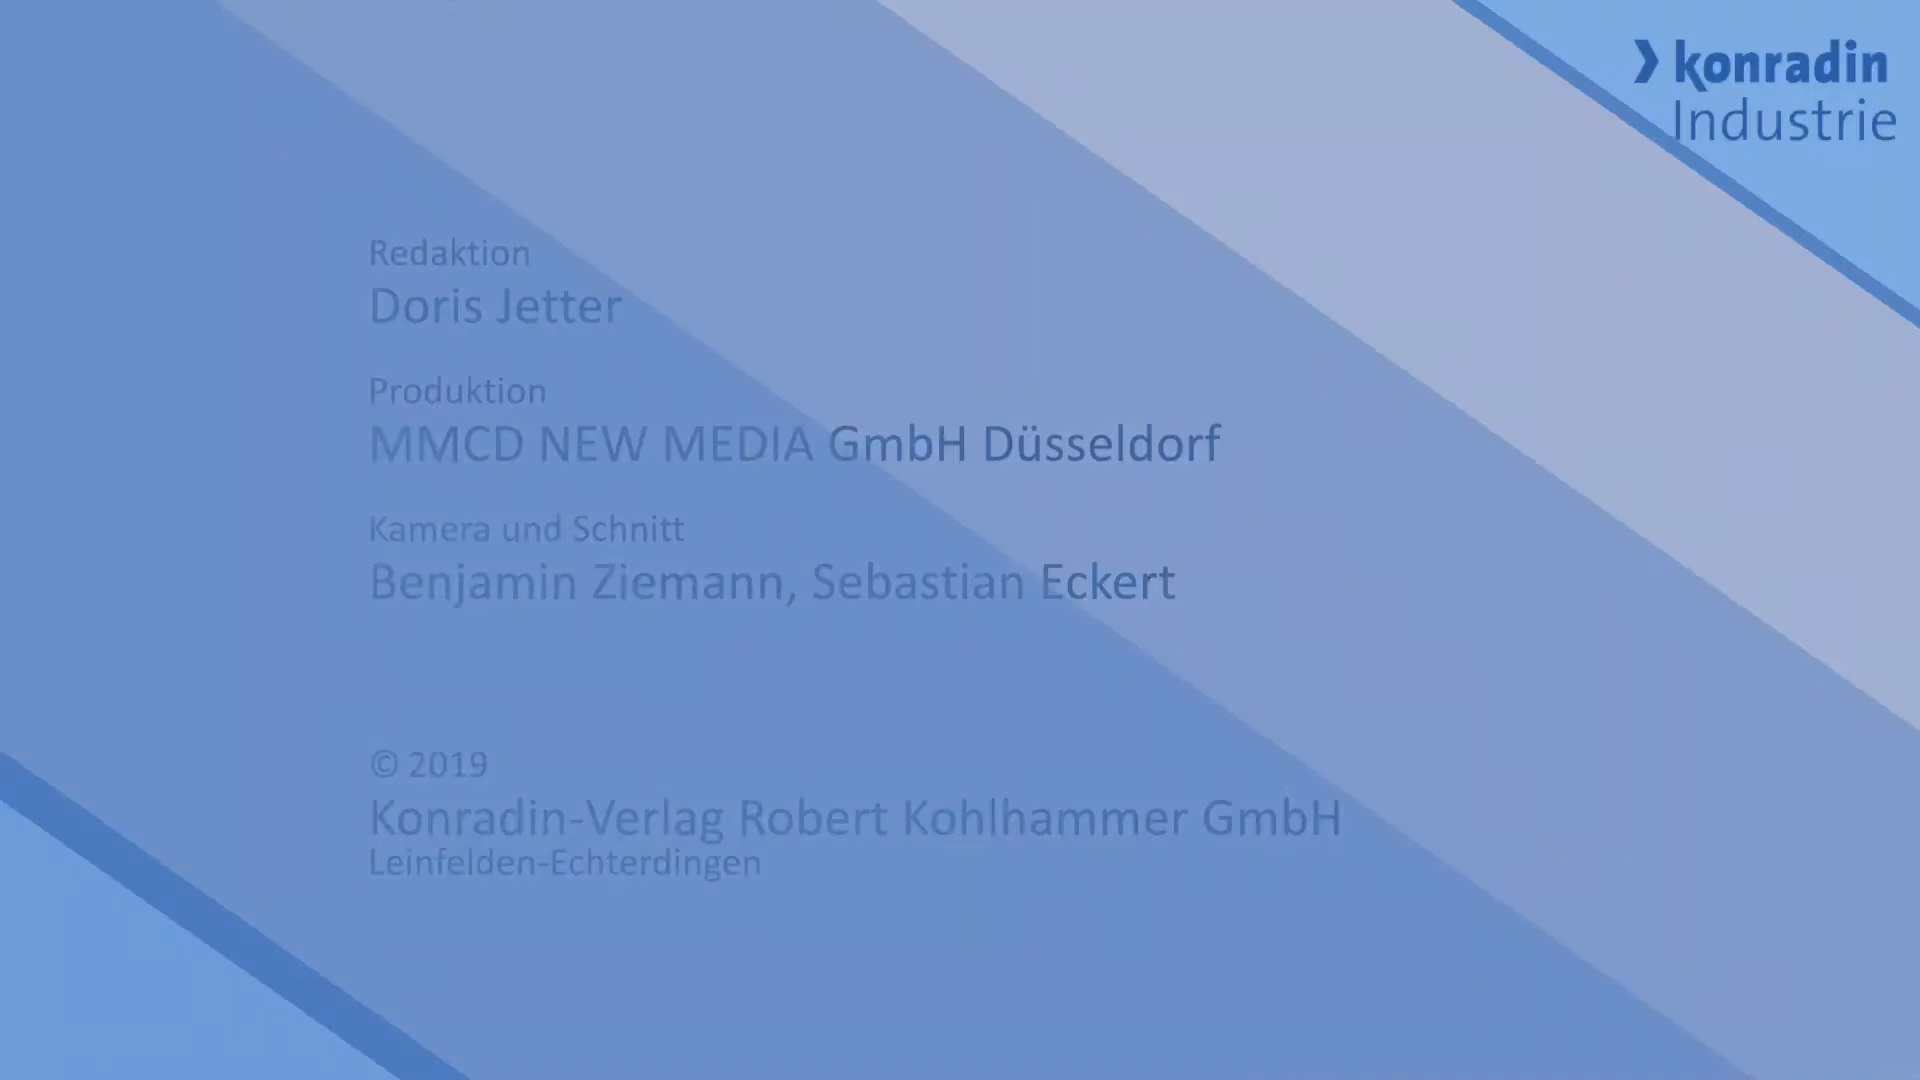 konradin
Industrie
Redaktion
Doris Jetter
Produktion
MMCD NEW MEDIA GmbH Düsseldorf
Kamera und Schnitt
Benjamin Ziemann, Sebastian Eckert
© 2019
Konradin-Verlag Robert Kohlhammer GmbH
Leinfelden-Echterdingen